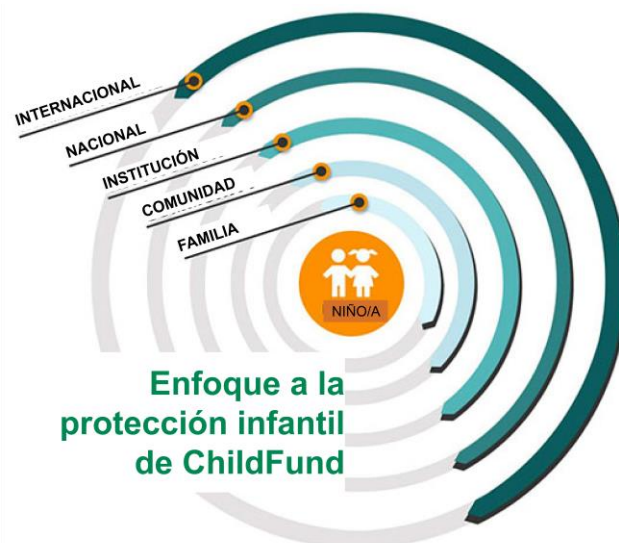 INTERNACIONAL
NACIONAL
INSTITUCIÓN
COMUNIDAD
FAMILIA
NIÑO/A
Enfoque a la
protección infantil
de ChildFund